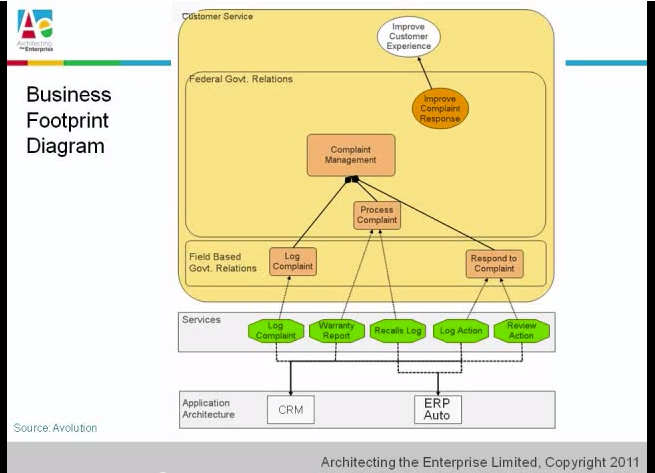 Architecting
the Enterprise
Business
Footprint
Diagram
Customer Service
Improve
Customer
Experience
Federal Govt. Relations
Improve
Complaint
Response
Complaint
Management
Process
Complaint
Field Based
Govt. Relations
Log
Complaint
Respond to
Complaint
Services
Log
Complaint
Warranty
Report
Recalls Log
Log Action
Review
Action
Application
Architecture
CRM
ERP
Auto
Source: Avolution
Architecting the Enterprise Limited, Copyright 2011